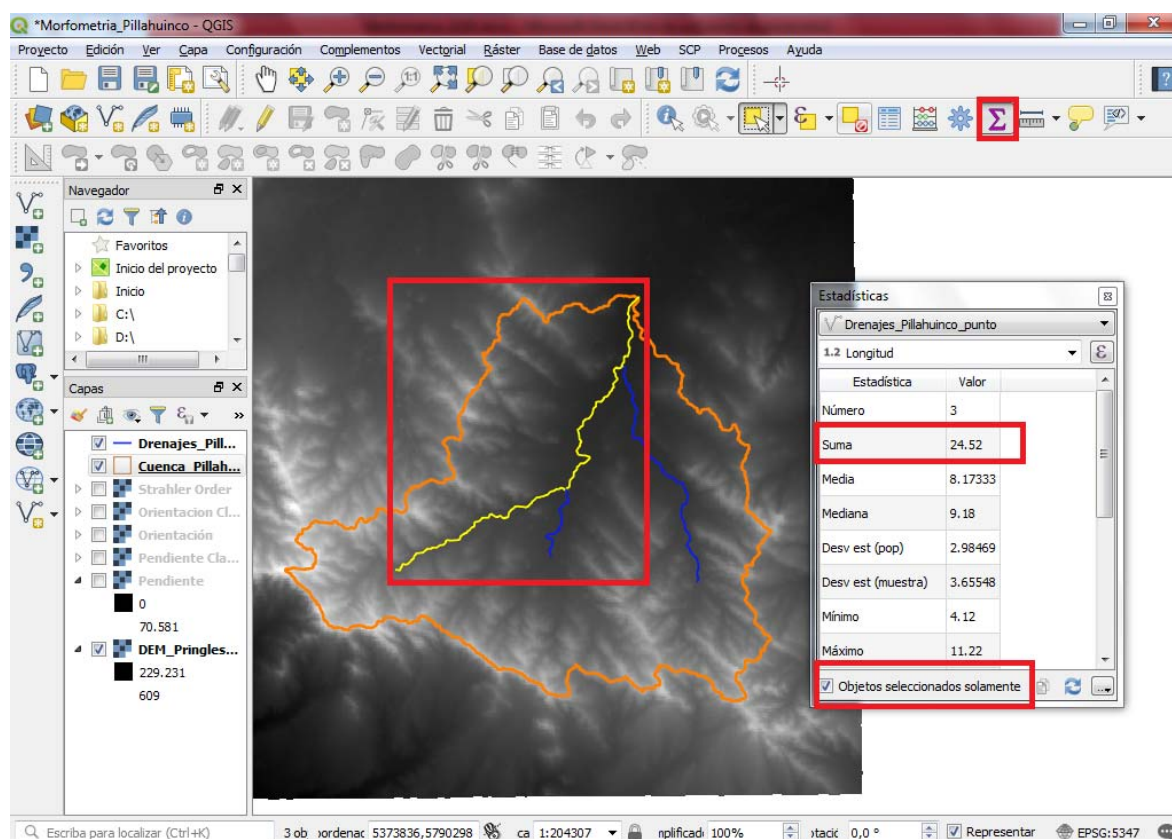 *Morfometria_Pillahuinco - QGIS
Proyecto Edición Ver Capa Configuración Complementos Vectorial Ráster Base de datos Web SCP Procesos Ayuda
Navegador
Favoritos
Inicio del proyecto
Inicio
C:\
D:\
Capas
Drenajes_Pill...
Cuenca_Pillah...
Strahler Order
Orientacion Cl...
Orientación
Pendiente Cla...
Pendiente
0
70.581
DEM_Pringles...
229.231
609
Estadísticas
Drenajes_Pillahuinco_punto
1.2 Longitud
Estadística Valor
Número 3
Suma 24.52
Media 8.17333
Mediana 9.18
Desv est (pop) 2.98469
Desv est (muestra) 3.65548
Mínimo 4.12
Máximo 11.22
Objetos seleccionados solamente
Escriba para localizar (Ctrl+K) 3 ob ordenac 5373836,5790298 ca 1:204307 nplificad 100% otaic 0,0 ° Representar EPSG:5347